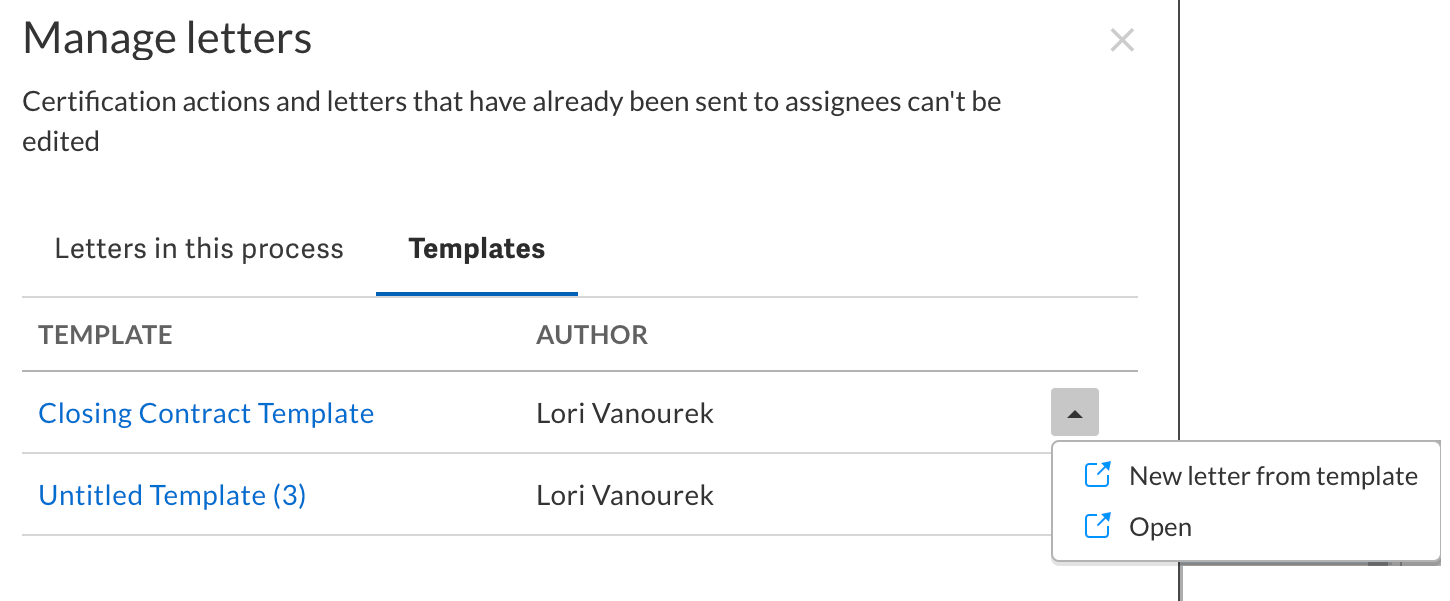 Manage letters
Certification actions and letters that have already been sent to assignees can't be
edited
Letters in this process Templates
TEMPLATE AUTHOR
Closing Contract Template Lori Vanourek
New letter from template
Untitled Template (3) Lori Vanourek
Open